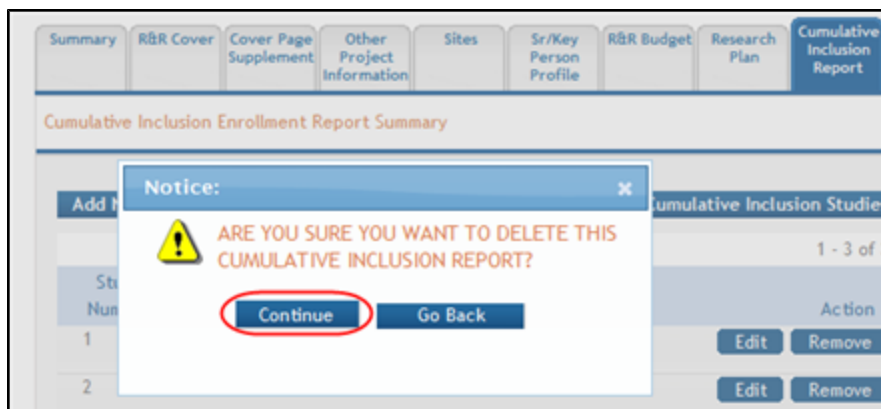 Summary
R&R Cover
Cover Page
Supplement
Other
Project
Information
Sites
Sr/Key
Person
Profile
R&R Budget
Research
Plan
Cumulative
Inclusion
Report
Cumulative Inclusion Enrollment Report Summary
Notice:
Add
Cumulative Inclusion Studie
ARE YOU SURE YOU WANT TO DELETE THIS
CUMULATIVE INCLUSION REPORT?
1 - 3 of
Continue
Go Back
Action
1
Edit
Remove
2
Edit
Remove